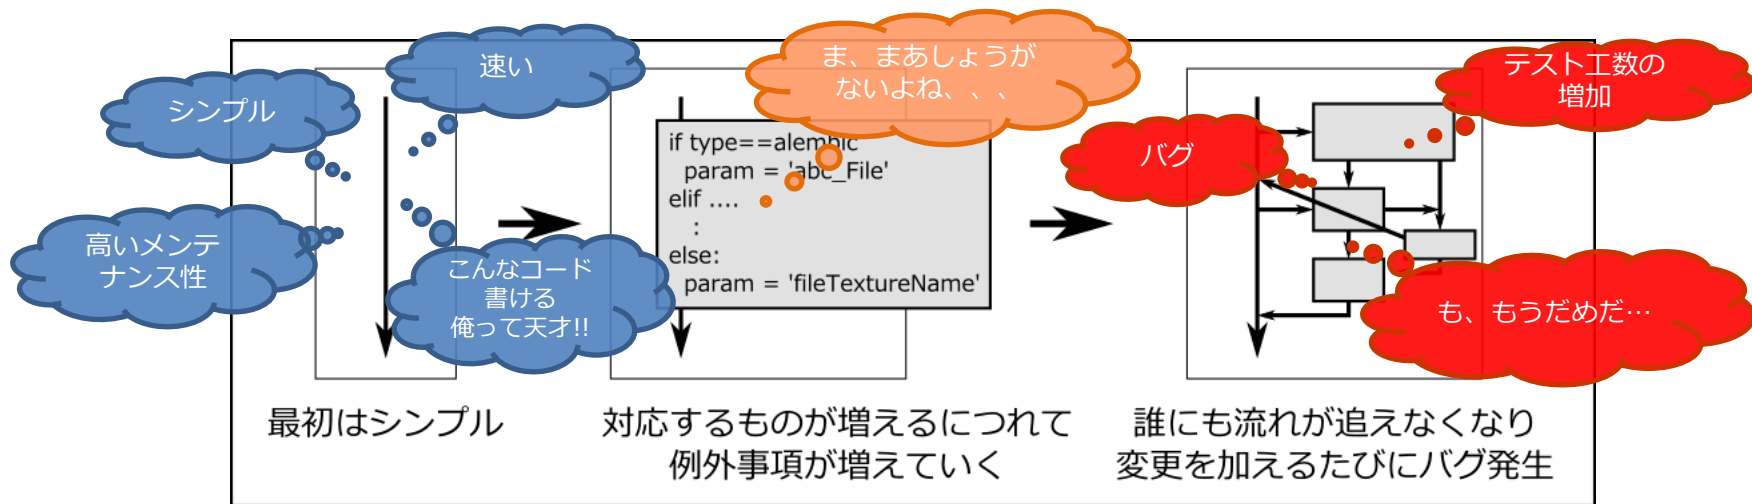 シンプル
速い
高いメンテ
ナンス性
こんなコード
書ける
俺って天才!!
最初はシンプル
ま、まあしょうが
ないよね、、、
if type==alembic
param = 'abc_File'
elif ....
:
else:
param = 'fileTextureName'
対応するものが増えるにつれて
例外事項が増えていく
テスト工数の
増加
バグ
も、もうだめだ…
誰にも流れが追えなくなり
変更を加えるたびにバグ発生